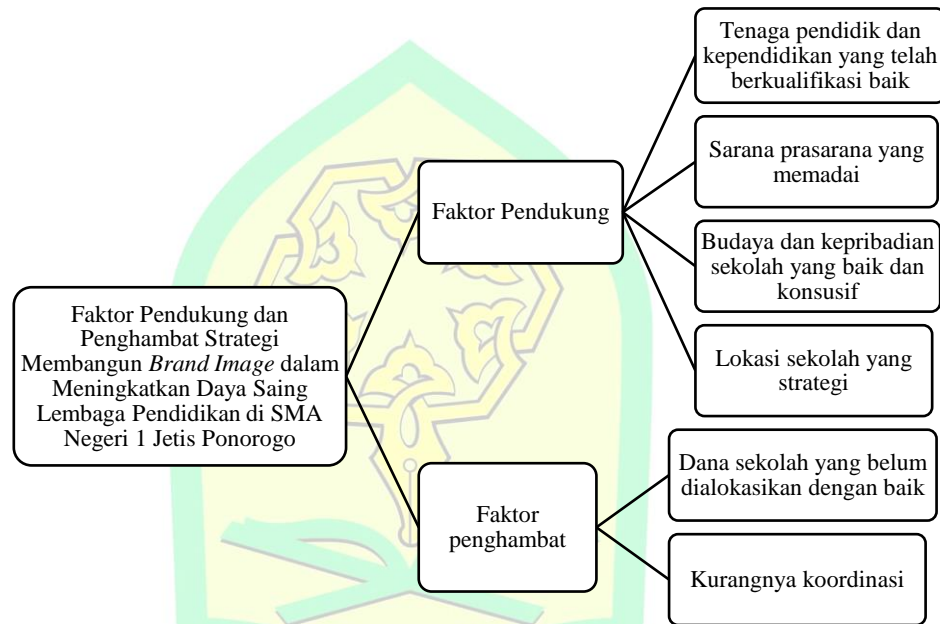 Faktor Pendukung dan
Penghambat Strategi
Membangun Brand Image dalam
Meningkatkan Daya Saing
Lembaga Pendidikan di SMA
Negeri 1 Jetis Ponorogo
Faktor Pendukung
Tenaga pendidik dan
kependidikan yang telah
berkualifikasi baik
Sarana prasarana yang
memadai
Budaya dan kepribadian
sekolah yang baik dan
konsusif
Lokasi sekolah yang
strategi
Faktor
penghambat
Dana sekolah yang belum
dialokasikan dengan baik
Kurangnya koordinasi